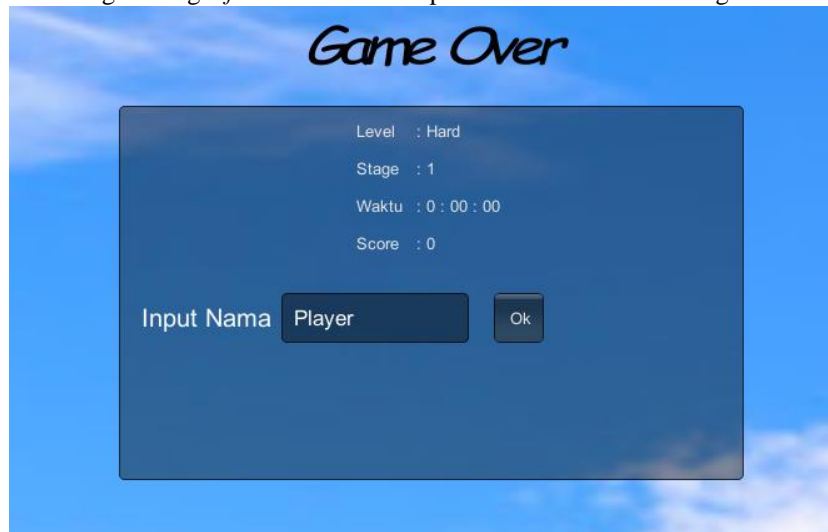 Game Over
Level : Hard
Stage : 1
Waktu : 0 : 00 : 00
Score : 0
Input Nama Player Ok